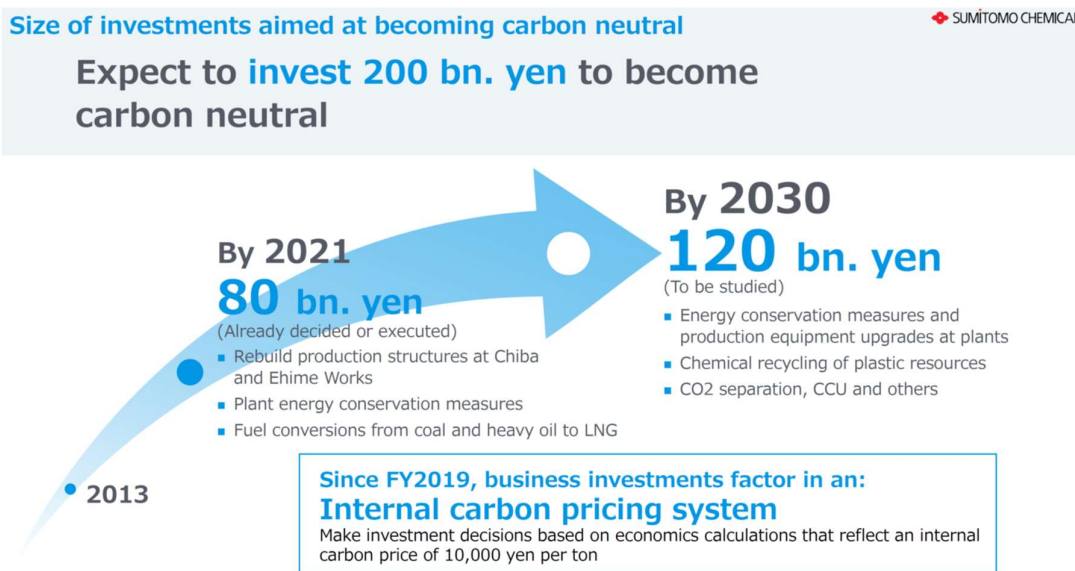 Size of investments aimed at becoming carbon neutral
SUMITOMO CHEMICAL
Expect to invest 200 bn. yen to become
carbon neutral
By 2021
80 bn. yen
(Already decided or executed)
▪ Rebuild production structures at Chiba
and Ehime Works
▪ Plant energy conservation measures
▪ Fuel conversions from coal and heavy oil to LNG
By 2030
120 bn. yen
(To be studied)
▪ Energy conservation measures and
production equipment upgrades at plants
▪ Chemical recycling of plastic resources
▪ CO2 separation, CCU and others
2013
Since FY2019, business investments factor in an:
Internal carbon pricing system
Make investment decisions based on economics calculations that reflect an internal
carbon price of 10,000 yen per ton